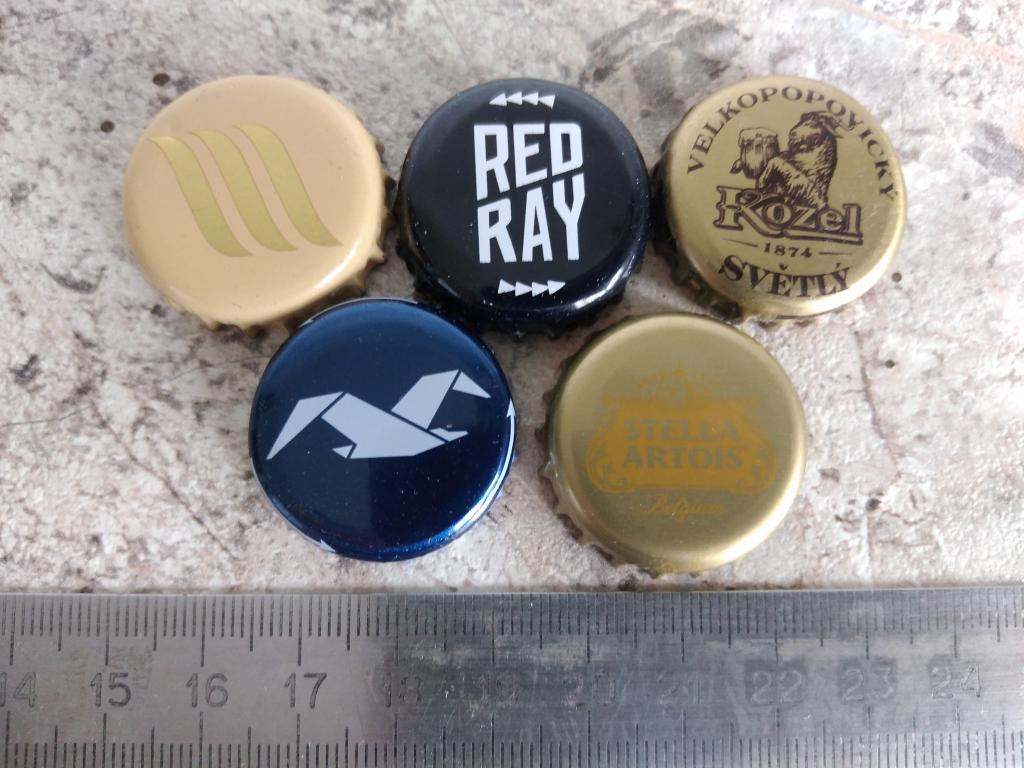 RED
RAY
VELKOPOPOVICKÝ
Kozel
1874
SVĚTLÝ
STELLA
ARTOIS
Belgium
14 15 16 17 18 19 20 21 22 23 24